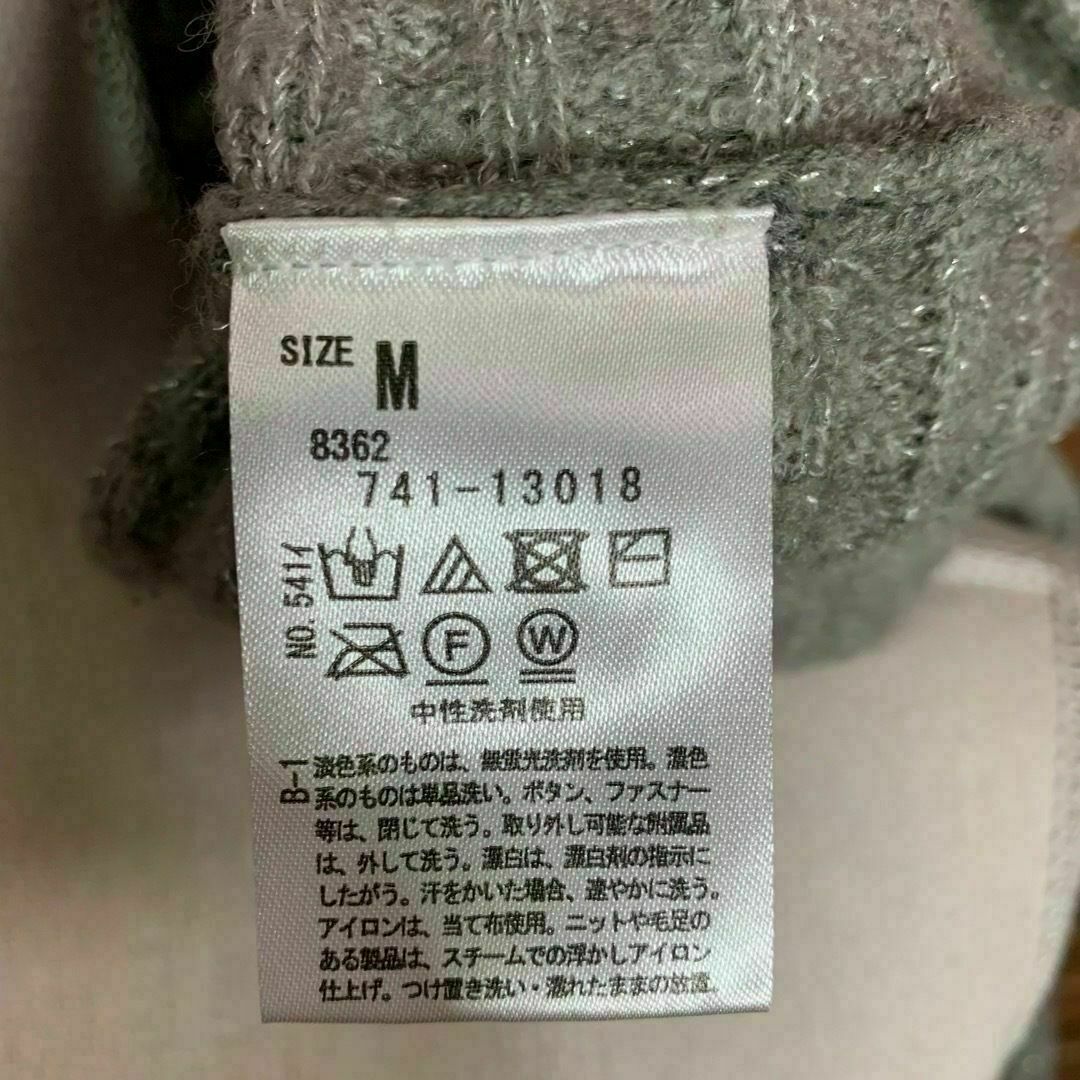 SIZE M
8362
741-13018
NO. 5414
F W
中性洗剤使用
B-1
淡色系のものは、無蛍光洗剤を使用。濃色
系のものは単品洗い。ボタン、ファスナー
等は、閉じて洗う。取り外し可能な附属品
は、外して洗う。漂白は、漂白剤の指示に
したがう。汗をかいた場合、速やかに洗う。
アイロンは、当て布使用。ニットや毛足の
ある製品は、スチームでの浮かしアイロン
仕上げ。つけ置き洗い・濡れたままの放置